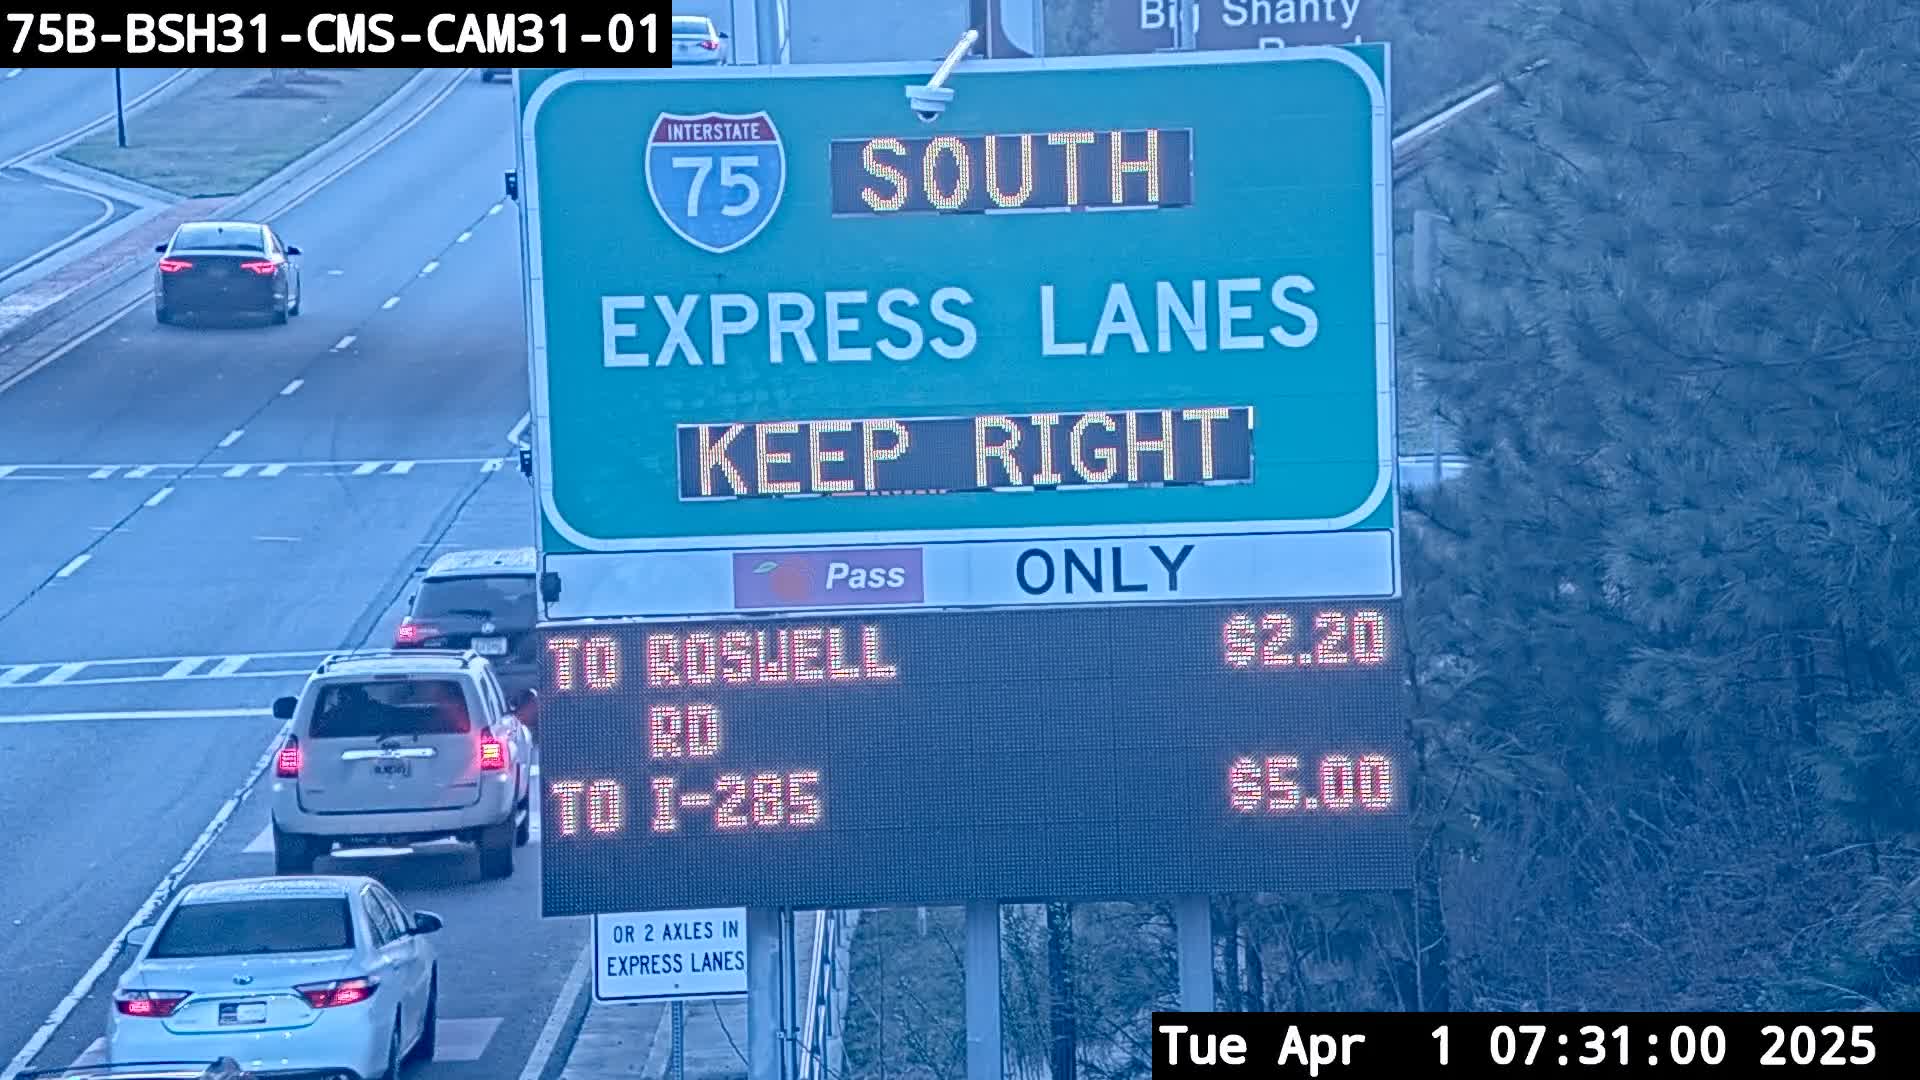 75B-BSH31-CMS-CAM31-01
Big Shanty
INTERSTATE
75
SOUTH
EXPRESS LANES
KEEP RIGHT
Pass ONLY
TO ROSWELL $2.20
RD
TO I-285 $5.00
OR 2 AXLES IN
EXPRESS LANES
Tue Apr 1 07:31:00 2025